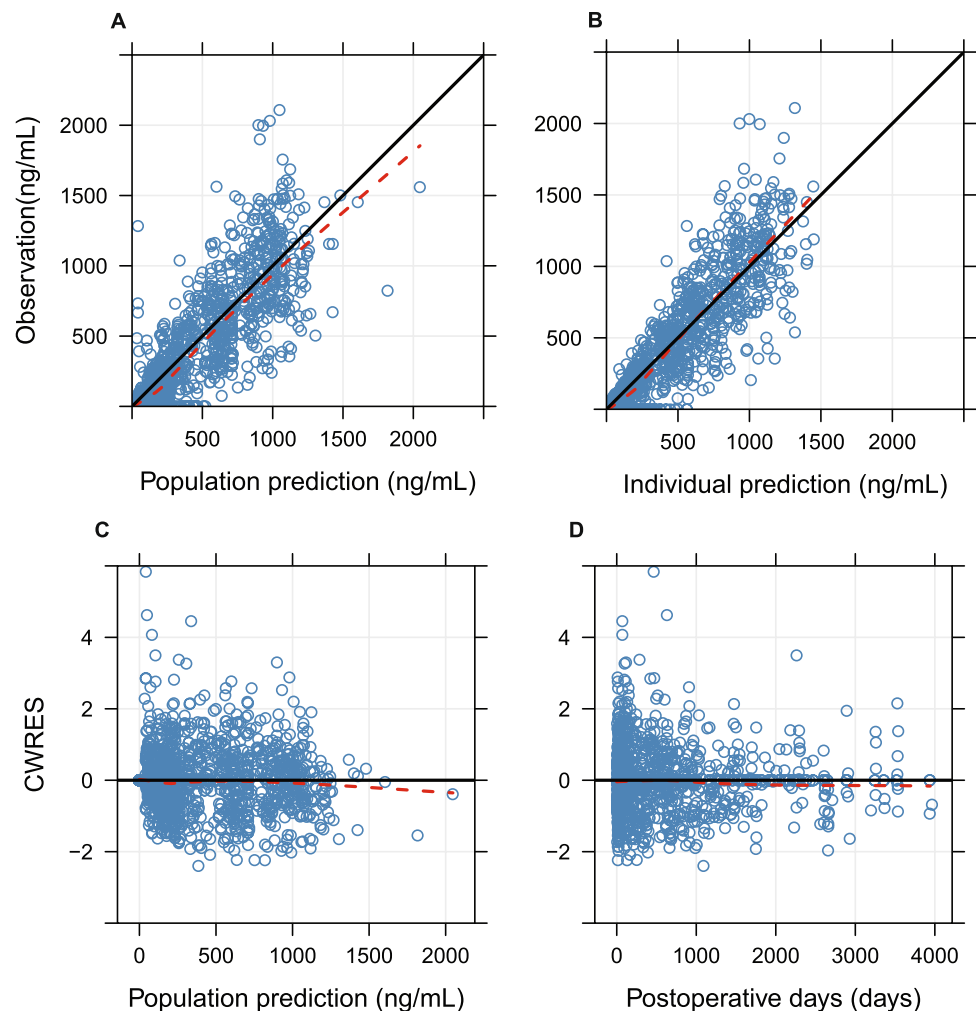 A
Observation(ng/mL)
2000
1500
1000
500
500 1000 1500 2000
Population prediction (ng/mL)
B
2000
1500
1000
500
500 1000 1500 2000
Individual prediction (ng/mL)
C
CWRES
4
2
0
−2
0 500 1000 1500 2000
Population prediction (ng/mL)
D
4
2
0
−2
0 1000 2000 3000 4000
Postoperative days (days)